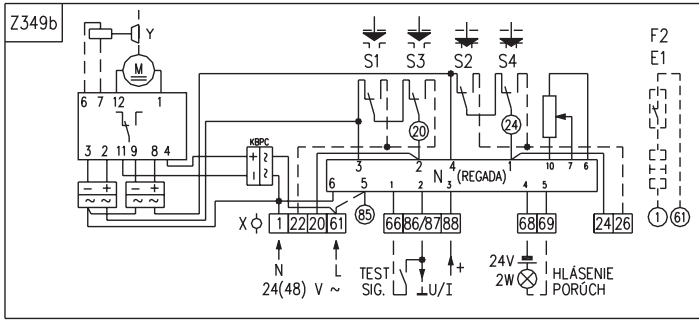 Z349b
Y
M
S1 S3 S2 S4
F2
E1
6 7 12 1
3 2 11 9 8 4
KBPC
+ ~
- ~
20
24
3 2 4 1 10 7 6
N (REGADA)
6 5 1 2 3 4 5
- + - +
~ ~
85
X 1 22 20 61 66 86/87 88 68 69 24 26
1 61
N L
24(48) V ~
TEST
SIG.
⊥U/I
+
24V
2W
HLÁSENIE
PORÚCH